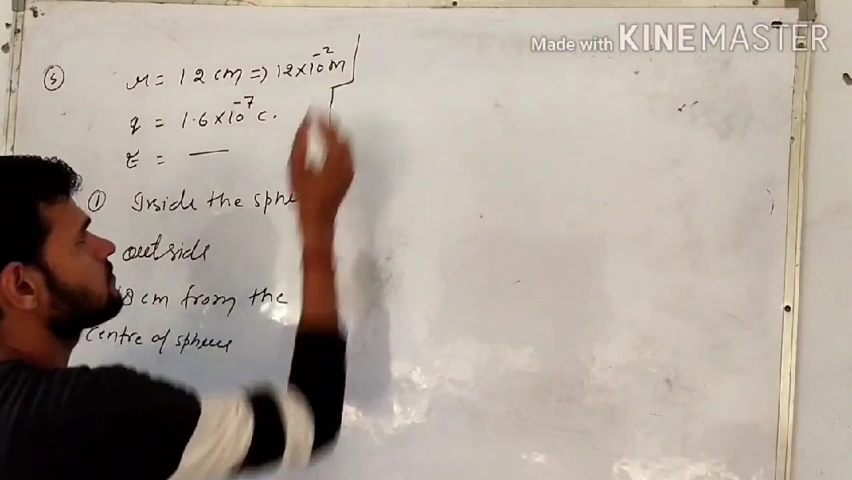 Made with KINEMASTER
⑤ r = 12 cm ⇒ 12×10⁻² m
q = 1.6×10⁻⁷ C.
E = —
① Inside the sphe
outside
8 cm from the
centre of sphere